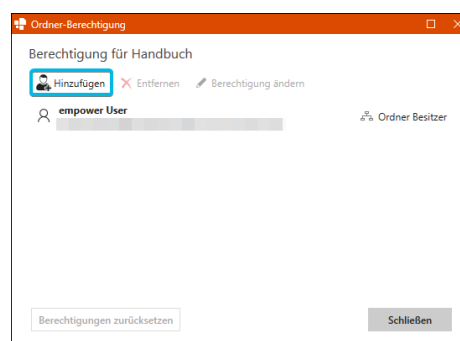 Ordner-Berechtigung
Berechtigung für Handbuch
Hinzufügen Entfernen Berechtigung ändern
empower User
Ordner Besitzer
Berechtigungen zurücksetzen Schließen